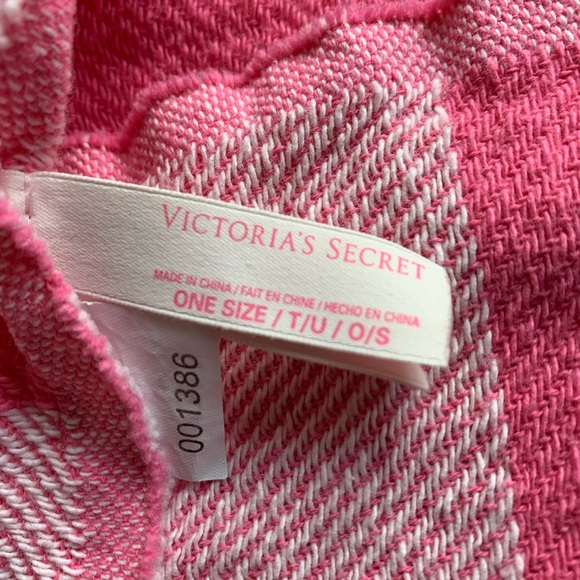 VICTORIA'S SECRET
MADE IN CHINA / FAIT EN CHINE / HECHO EN CHINA
ONE SIZE / T/U / O/S
001386